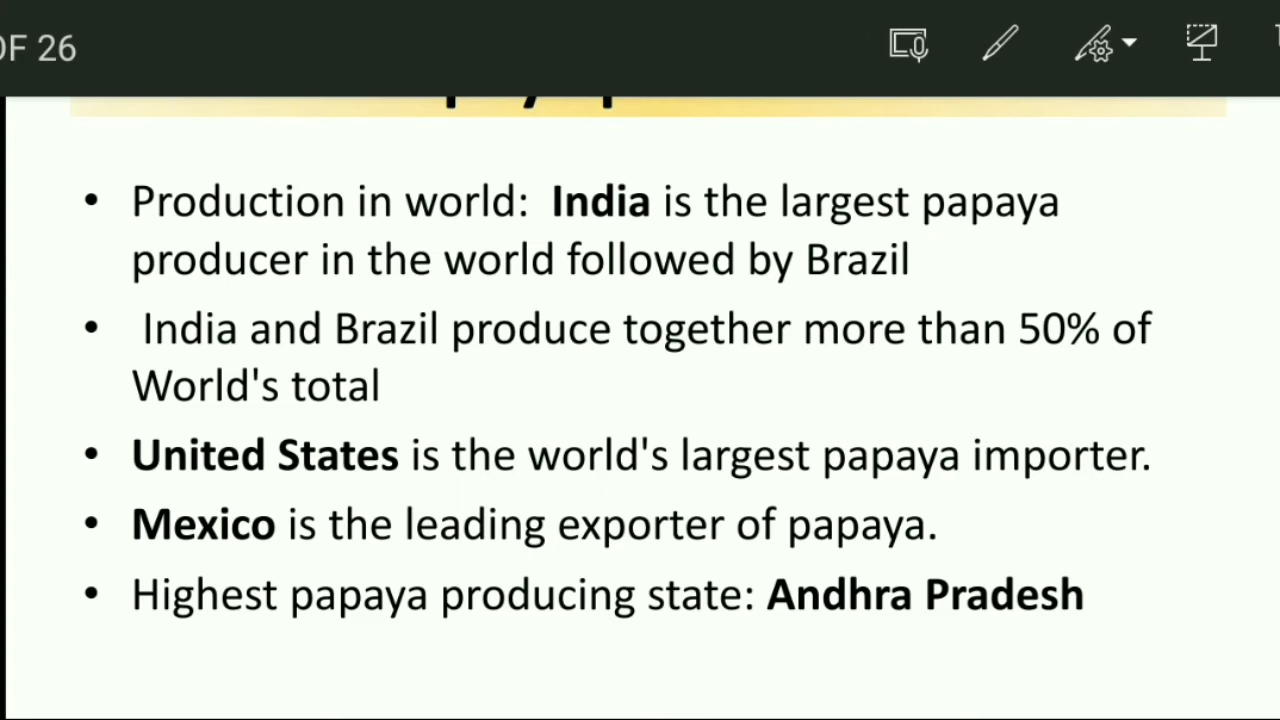 OF 26
• Production in world: India is the largest papaya
producer in the world followed by Brazil
• India and Brazil produce together more than 50% of
World's total
• United States is the world's largest papaya importer.
• Mexico is the leading exporter of papaya.
• Highest papaya producing state: Andhra Pradesh